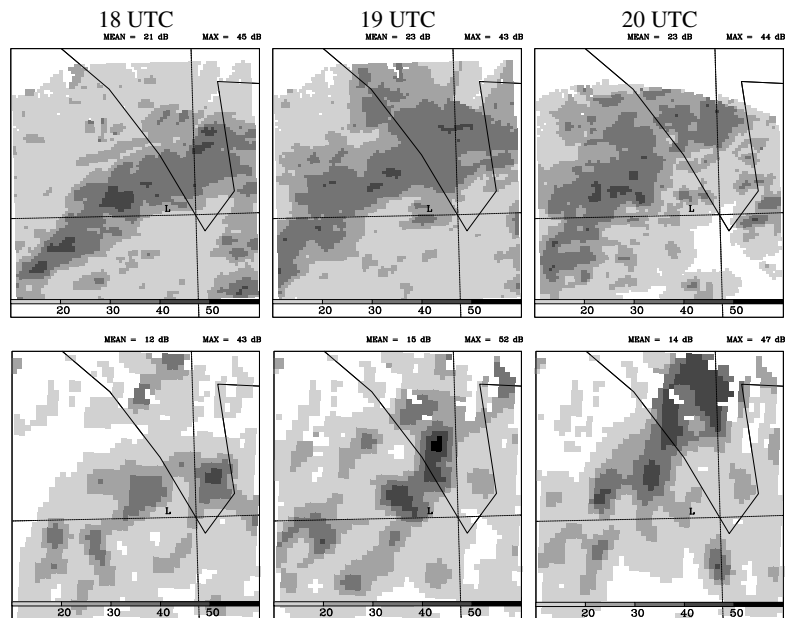 18 UTC 19 UTC 20 UTC
MEAN = 21 dB MAX = 45 dB MEAN = 23 dB MAX = 43 dB MEAN = 23 dB MAX = 44 dB
L L L
20 30 40 50 20 30 40 50 20 30 40 50
MEAN = 12 dB MAX = 43 dB MEAN = 15 dB MAX = 52 dB MEAN = 14 dB MAX = 47 dB
L L L
20 30 40 50 20 30 40 50 20 30 40 50